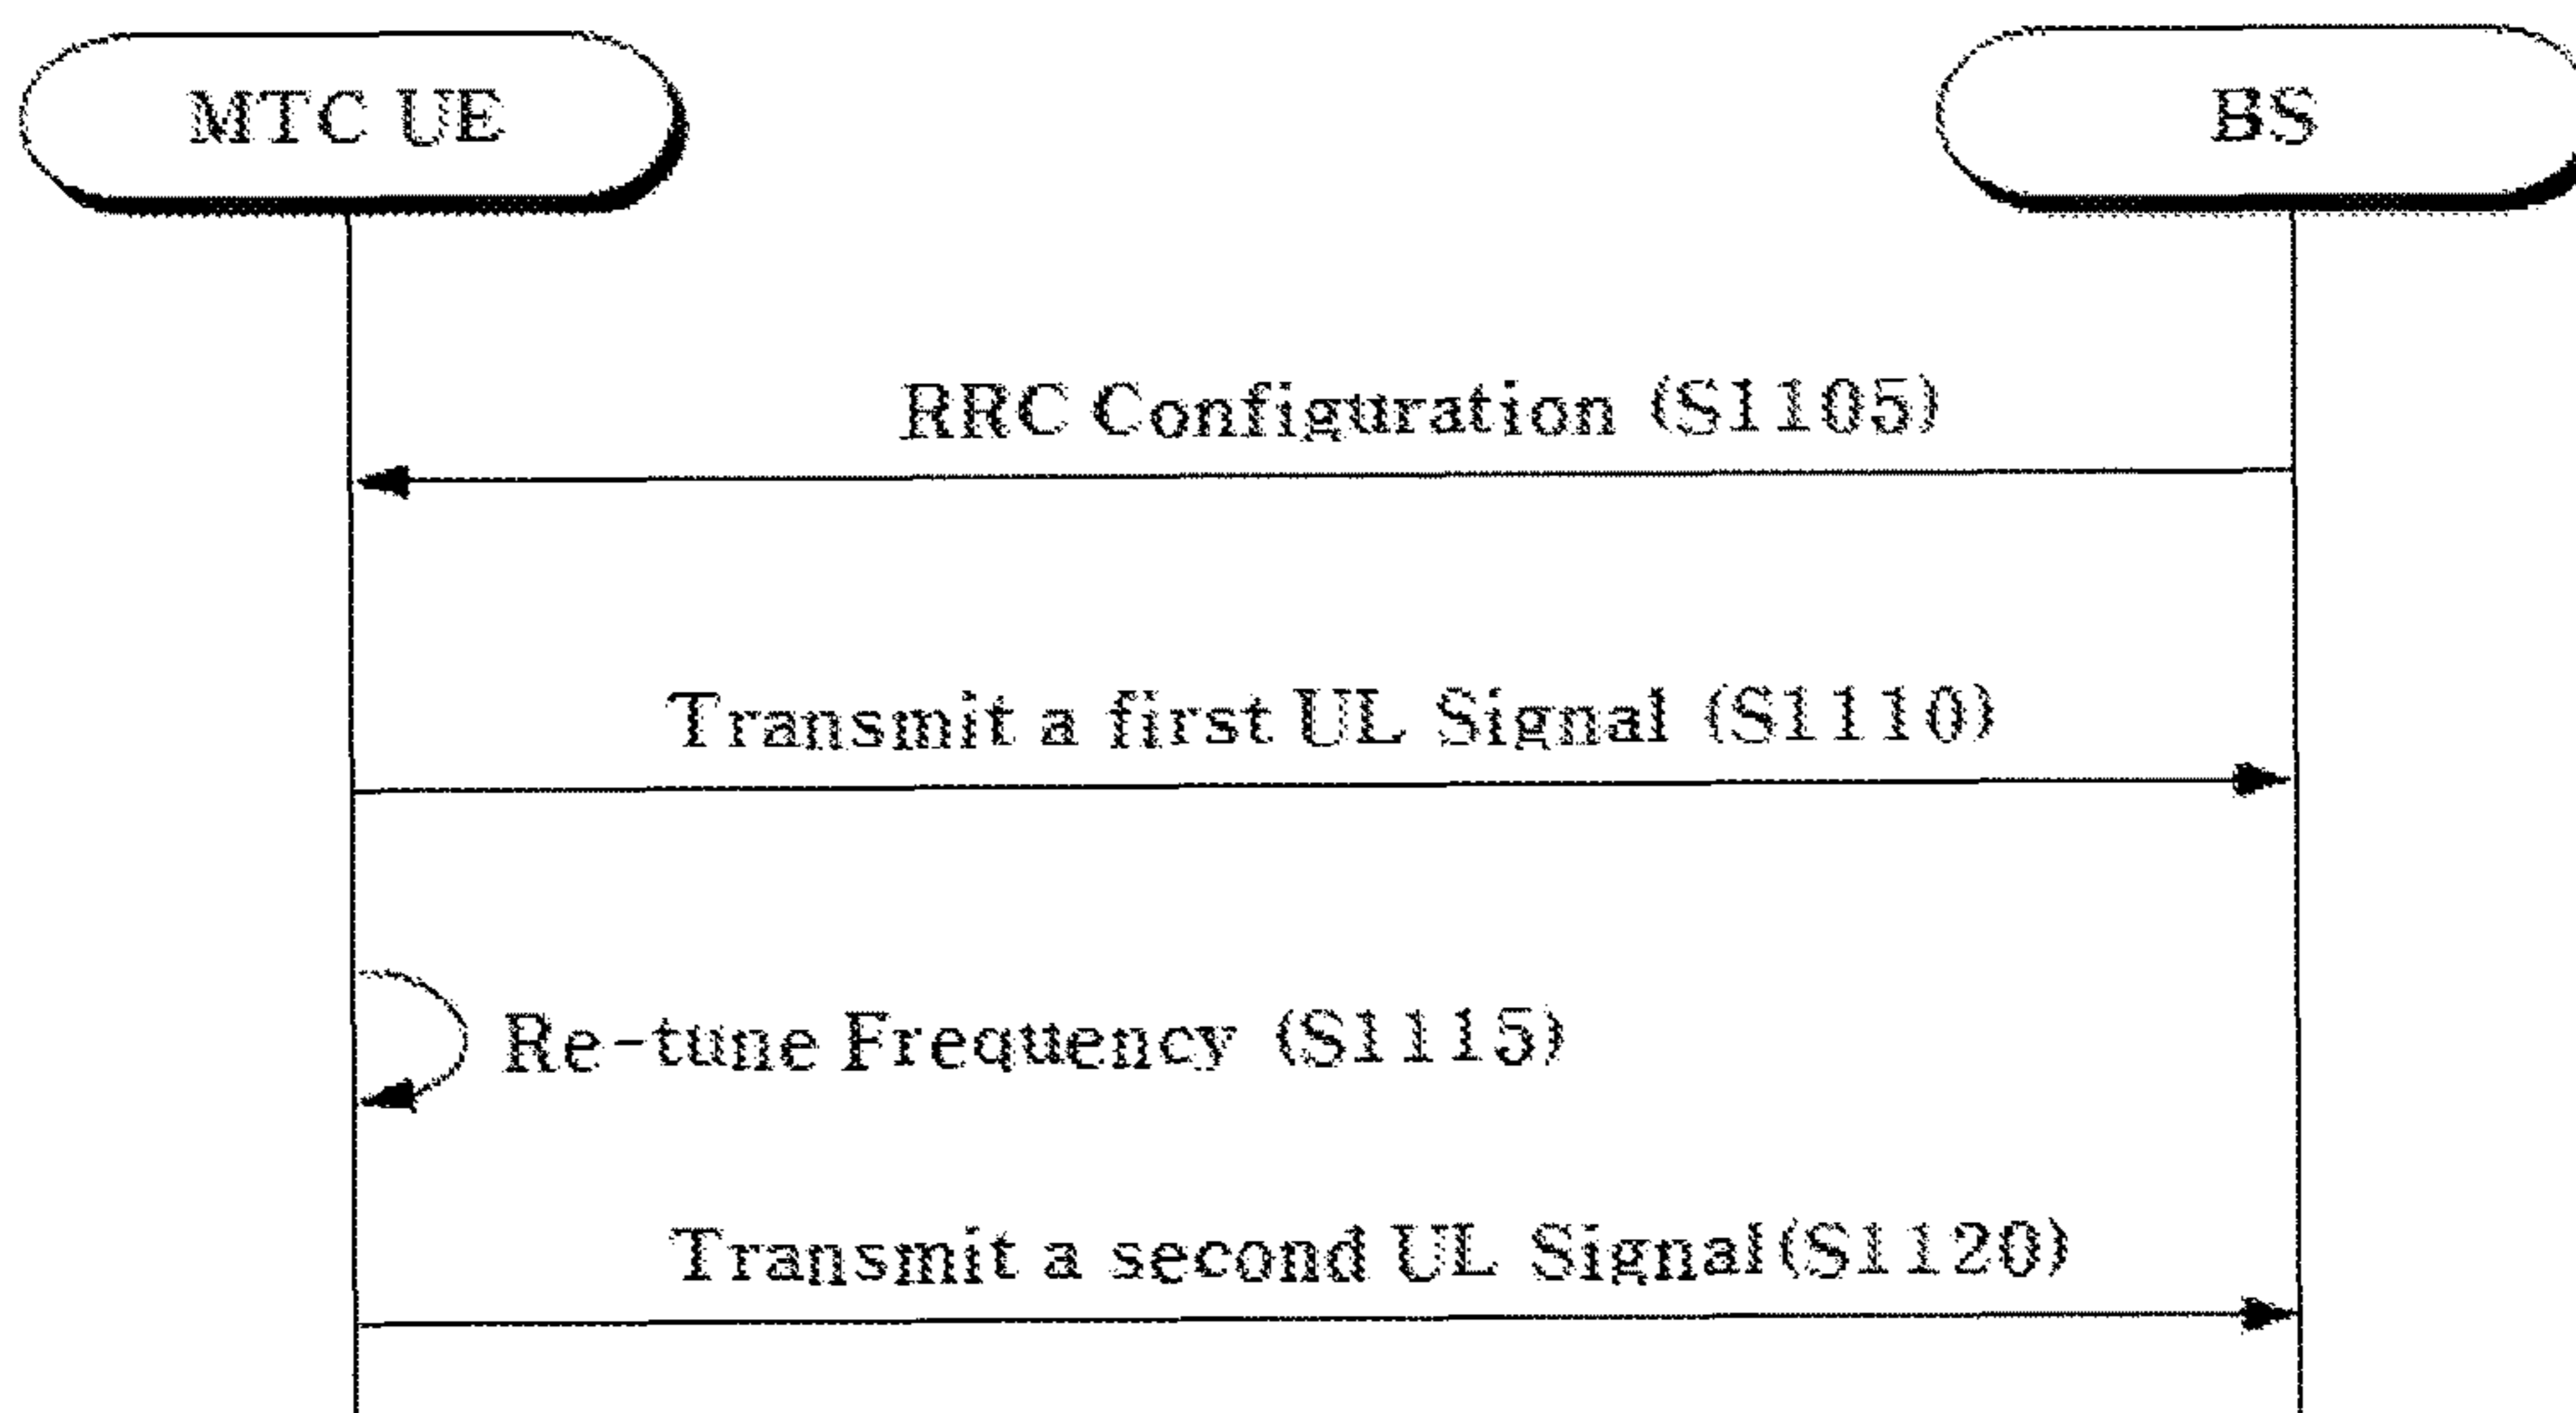 MTC UE
BS
RRC Configuration (S1105)
Transmit a first UL Signal (S1110)
Re-tune Frequency (S1115)
Transmit a second UL Signal(S1120)